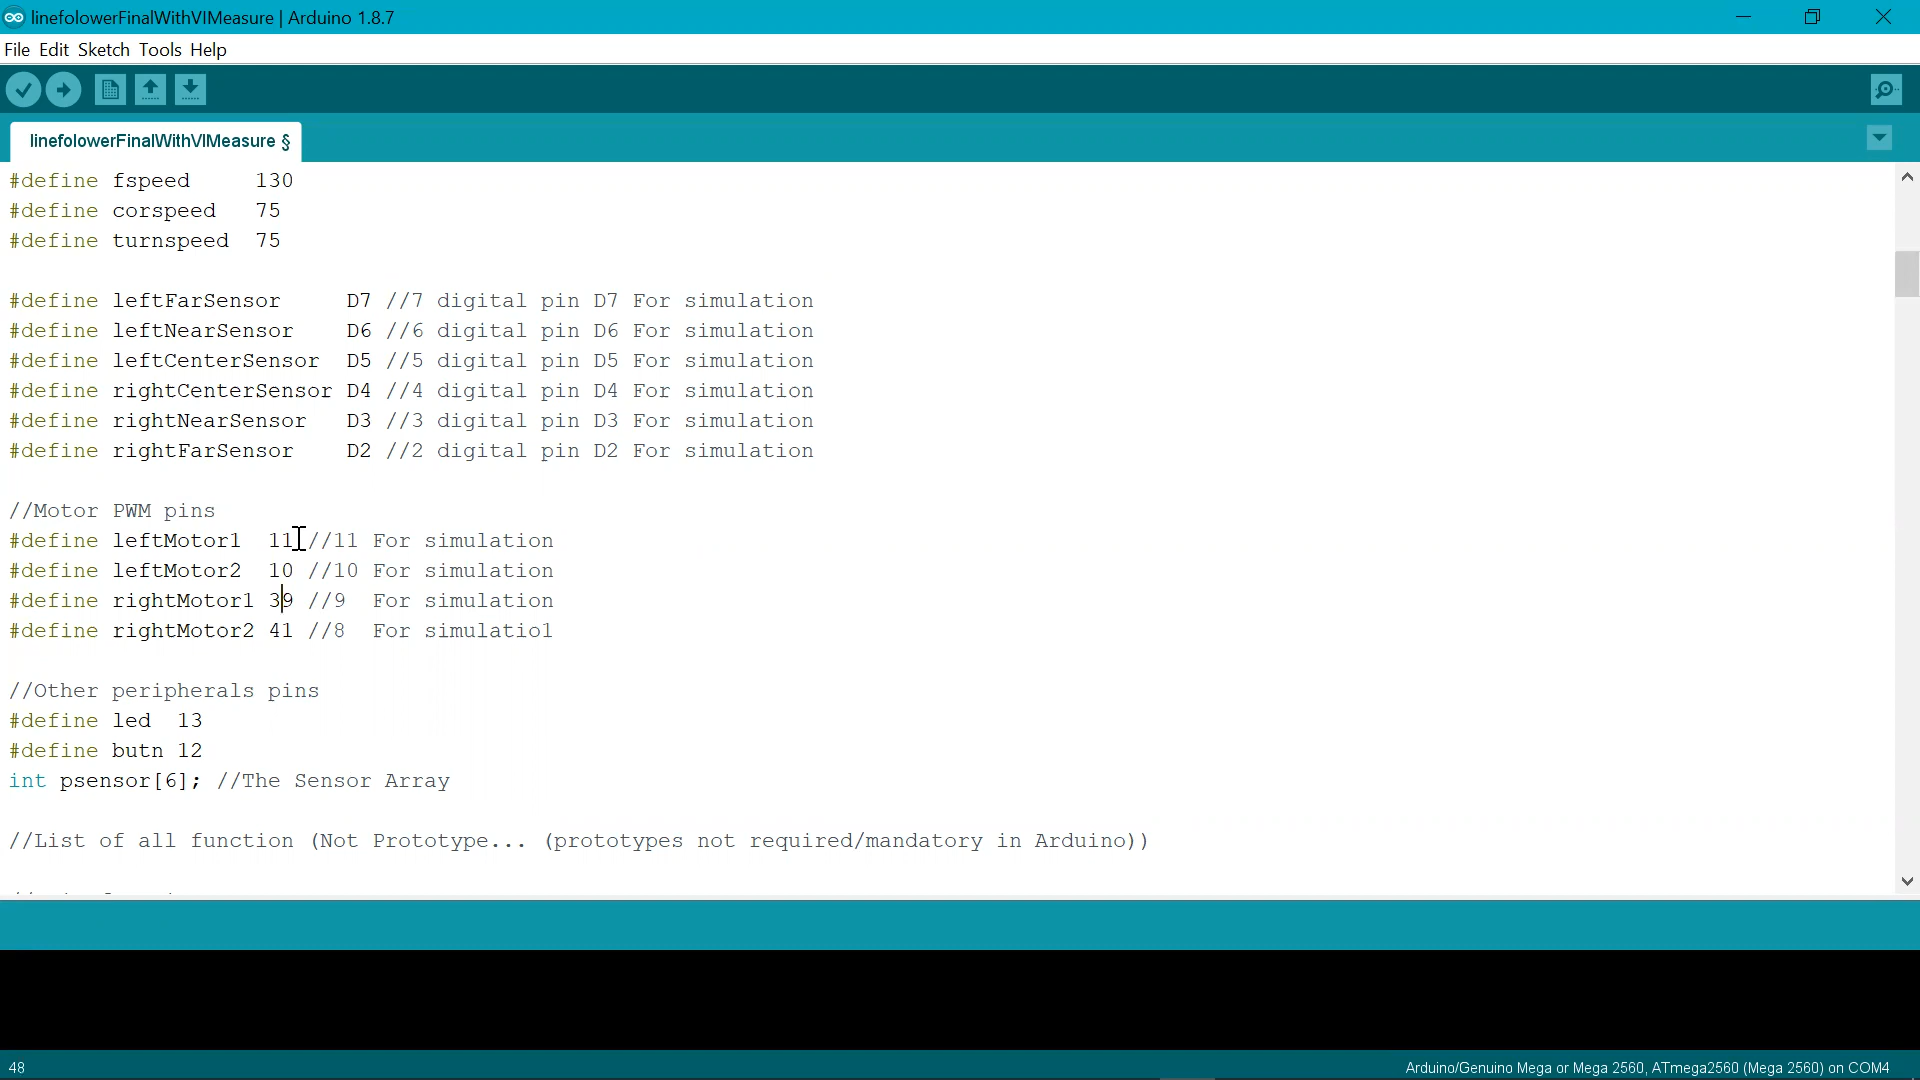 linefolowerFinalWithVIMeasure | Arduino 1.8.7
File Edit Sketch Tools Help
linefolowerFinalWithVIMeasure §
#define fspeed     130
#define corspeed   75
#define turnspeed  75
#define leftFarSensor     D7 //7 digital pin D7 For simulation
#define leftNearSensor    D6 //6 digital pin D6 For simulation
#define leftCenterSensor  D5 //5 digital pin D5 For simulation
#define rightCenterSensor D4 //4 digital pin D4 For simulation
#define rightNearSensor   D3 //3 digital pin D3 For simulation
#define rightFarSensor    D2 //2 digital pin D2 For simulation
//Motor PWM pins
#define leftMotor1  11 //11 For simulation
#define leftMotor2  10 //10 For simulation
#define rightMotor1 39 //9  For simulation
#define rightMotor2 41 //8  For simulatio1
//Other peripherals pins
#define led  13
#define butn 12
int psensor[6]; //The Sensor Array
//List of all function (Not Prototype... (prototypes not required/mandatory in Arduino))
48
Arduino/Genuino Mega or Mega 2560, ATmega2560 (Mega 2560) on COM4